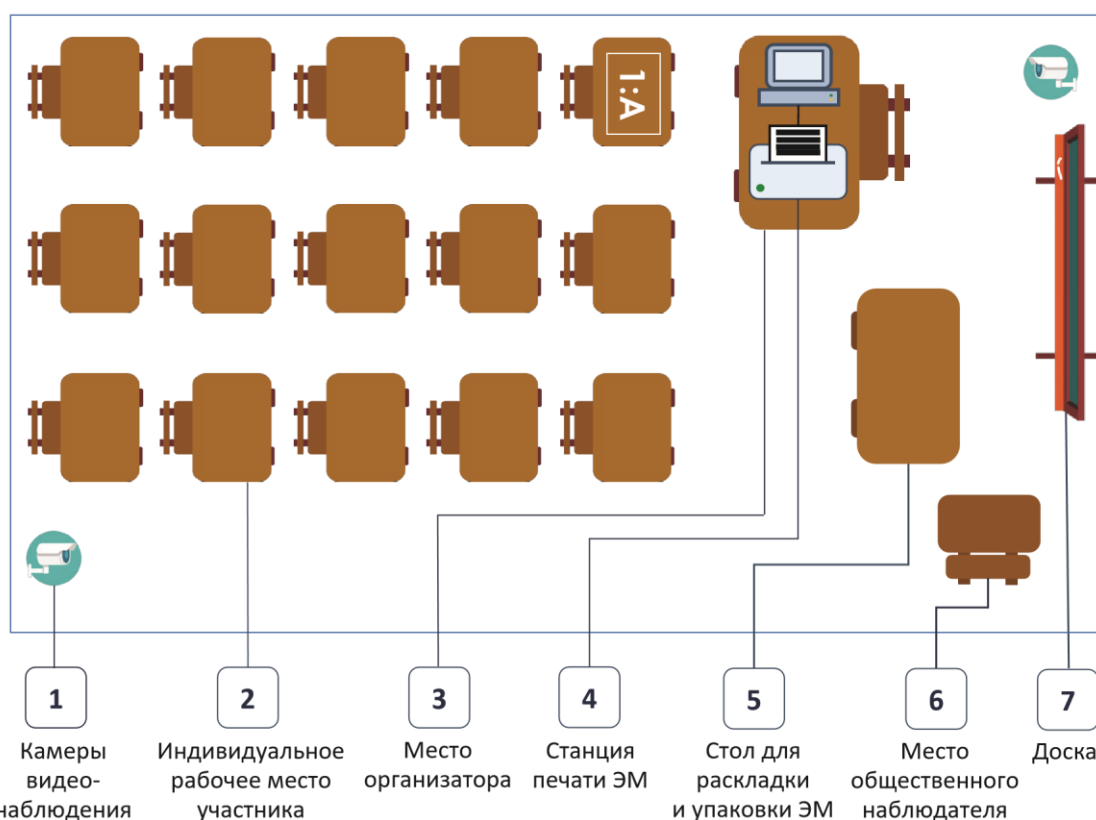 1:А
1
Камеры
видео-
наблюдения
2
Индивидуальное
рабочее место
участника
3
Место
организатора
4
Станция
печати ЭМ
5
Стол для
раскладки
и упаковки ЭМ
6
Место
общественного
наблюдателя
7
Доска